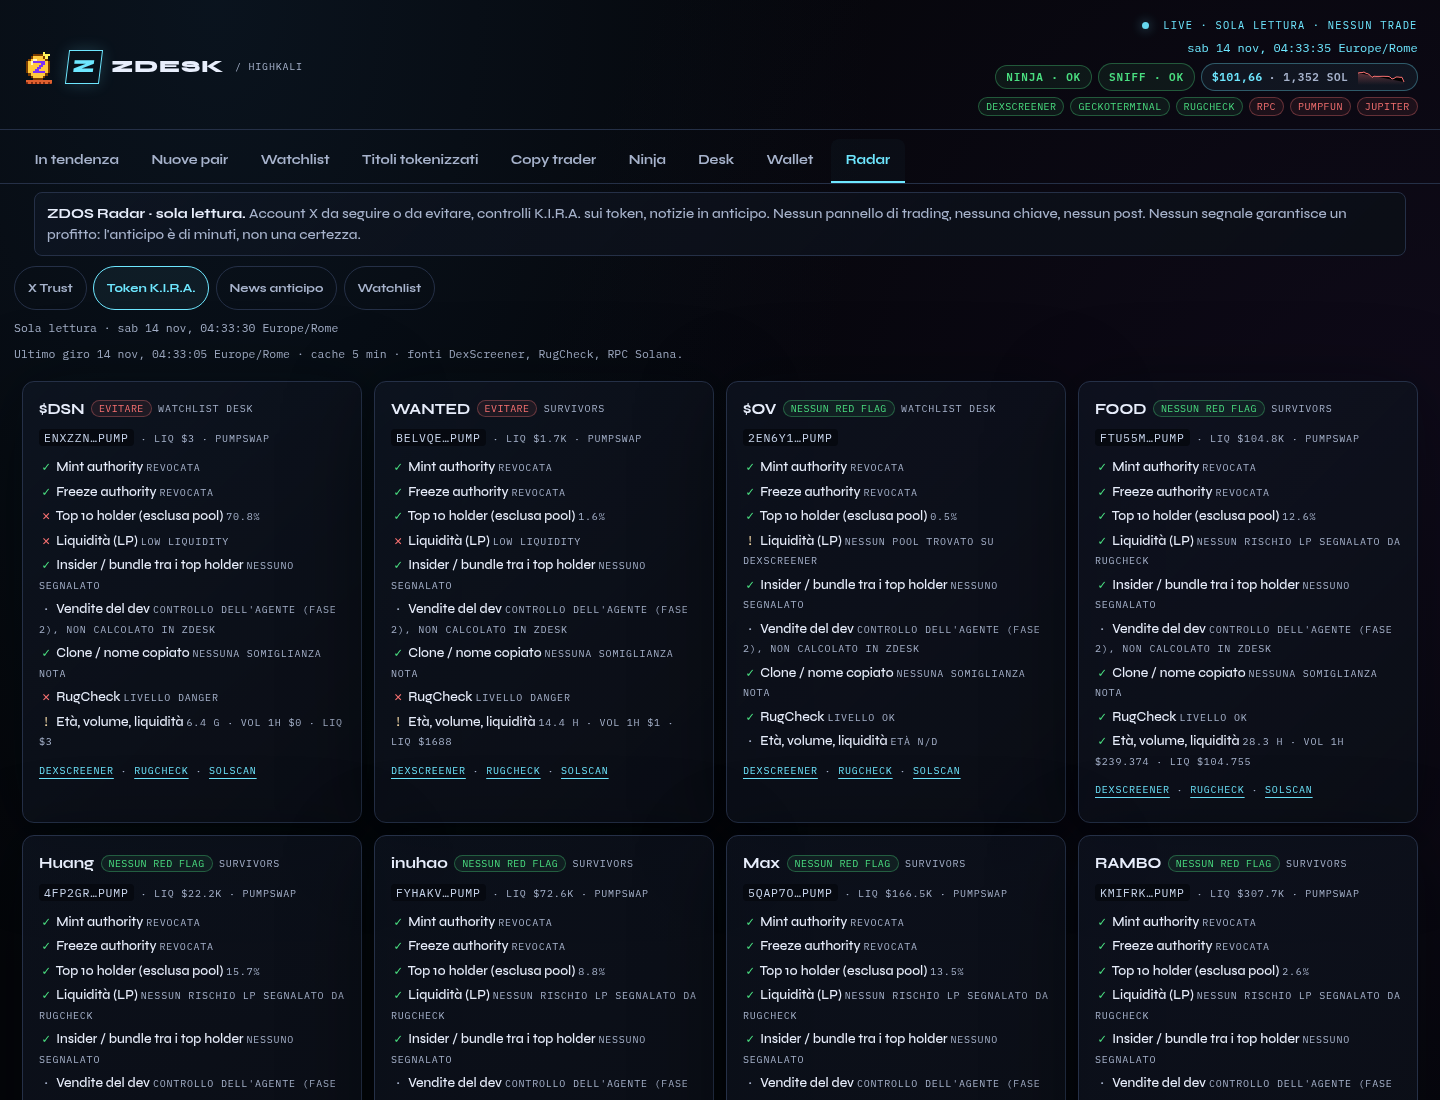 LIVE · SOLA LETTURA · NESSUN TRADE
sab 14 nov, 04:33:35 Europe/Rome
Z ZDESK / HIGHKALI
NINJA · OK SNIFF · OK $101,66 · 1,352 SOL
DEXSCREENER GECKOTERMINAL RUGCHECK RPC PUMPFUN JUPITER
In tendenza Nuove pair Watchlist Titoli tokenizzati Copy trader Ninja Desk Wallet Radar
ZDOS Radar · sola lettura. Account X da seguire o da evitare, controlli K.I.R.A. sui token, notizie in anticipo. Nessun pannello di trading, nessuna chiave, nessun post. Nessun segnale garantisce un
profitto: l'anticipo è di minuti, non una certezza.
X Trust Token K.I.R.A. News anticipo Watchlist
Sola lettura · sab 14 nov, 04:33:30 Europe/Rome
Ultimo giro 14 nov, 04:33:05 Europe/Rome · cache 5 min · fonti DexScreener, RugCheck, RPC Solana.
$DSN EVITARE WATCHLIST DESK
ENXZZN…PUMP · LIQ $3 · PUMPSWAP
✓ Mint authority REVOCATA
✓ Freeze authority REVOCATA
✕ Top 10 holder (esclusa pool) 70.8%
✕ Liquidità (LP) LOW LIQUIDITY
✓ Insider / bundle tra i top holder NESSUNO
SEGNALATO
· Vendite del dev CONTROLLO DELL'AGENTE (FASE
2), NON CALCOLATO IN ZDESK
✓ Clone / nome copiato NESSUNA SOMIGLIANZA
NOTA
✕ RugCheck LIVELLO DANGER
! Età, volume, liquidità 6.4 G · VOL 1H $0 · LIQ
$3
DEXSCREENER · RUGCHECK · SOLSCAN
WANTED EVITARE SURVIVORS
BELVQE…PUMP · LIQ $1.7K · PUMPSWAP
✓ Mint authority REVOCATA
✓ Freeze authority REVOCATA
✓ Top 10 holder (esclusa pool) 1.6%
✕ Liquidità (LP) LOW LIQUIDITY
✓ Insider / bundle tra i top holder NESSUNO
SEGNALATO
· Vendite del dev CONTROLLO DELL'AGENTE (FASE
2), NON CALCOLATO IN ZDESK
✓ Clone / nome copiato NESSUNA SOMIGLIANZA
NOTA
✕ RugCheck LIVELLO DANGER
! Età, volume, liquidità 14.4 H · VOL 1H $1 ·
LIQ $1688
DEXSCREENER · RUGCHECK · SOLSCAN
$OV NESSUN RED FLAG WATCHLIST DESK
2EN6Y1…PUMP
✓ Mint authority REVOCATA
✓ Freeze authority REVOCATA
✓ Top 10 holder (esclusa pool) 0.5%
! Liquidità (LP) NESSUN POOL TROVATO SU
DEXSCREENER
✓ Insider / bundle tra i top holder NESSUNO
SEGNALATO
· Vendite del dev CONTROLLO DELL'AGENTE (FASE
2), NON CALCOLATO IN ZDESK
✓ Clone / nome copiato NESSUNA SOMIGLIANZA
NOTA
✓ RugCheck LIVELLO OK
· Età, volume, liquidità ETÀ N/D
DEXSCREENER · RUGCHECK · SOLSCAN
FOOD NESSUN RED FLAG SURVIVORS
FTU55M…PUMP · LIQ $104.8K · PUMPSWAP
✓ Mint authority REVOCATA
✓ Freeze authority REVOCATA
✓ Top 10 holder (esclusa pool) 12.6%
✓ Liquidità (LP) NESSUN RISCHIO LP SEGNALATO DA
RUGCHECK
✓ Insider / bundle tra i top holder NESSUNO
SEGNALATO
· Vendite del dev CONTROLLO DELL'AGENTE (FASE
2), NON CALCOLATO IN ZDESK
✓ Clone / nome copiato NESSUNA SOMIGLIANZA
NOTA
✓ RugCheck LIVELLO OK
✓ Età, volume, liquidità 28.3 H · VOL 1H
$239.374 · LIQ $104.755
DEXSCREENER · RUGCHECK · SOLSCAN
Huang NESSUN RED FLAG SURVIVORS
4FP2GR…PUMP · LIQ $22.2K · PUMPSWAP
✓ Mint authority REVOCATA
✓ Freeze authority REVOCATA
✓ Top 10 holder (esclusa pool) 15.7%
✓ Liquidità (LP) NESSUN RISCHIO LP SEGNALATO DA
RUGCHECK
✓ Insider / bundle tra i top holder NESSUNO
SEGNALATO
· Vendite del dev CONTROLLO DELL'AGENTE (FASE
inuhao NESSUN RED FLAG SURVIVORS
FYHAKV…PUMP · LIQ $72.6K · PUMPSWAP
✓ Mint authority REVOCATA
✓ Freeze authority REVOCATA
✓ Top 10 holder (esclusa pool) 8.8%
✓ Liquidità (LP) NESSUN RISCHIO LP SEGNALATO DA
RUGCHECK
✓ Insider / bundle tra i top holder NESSUNO
SEGNALATO
· Vendite del dev CONTROLLO DELL'AGENTE (FASE
Max NESSUN RED FLAG SURVIVORS
5QAP7O…PUMP · LIQ $166.5K · PUMPSWAP
✓ Mint authority REVOCATA
✓ Freeze authority REVOCATA
✓ Top 10 holder (esclusa pool) 13.5%
✓ Liquidità (LP) NESSUN RISCHIO LP SEGNALATO DA
RUGCHECK
✓ Insider / bundle tra i top holder NESSUNO
SEGNALATO
· Vendite del dev CONTROLLO DELL'AGENTE (FASE
RAMBO NESSUN RED FLAG SURVIVORS
KMIFRK…PUMP · LIQ $307.7K · PUMPSWAP
✓ Mint authority REVOCATA
✓ Freeze authority REVOCATA
✓ Top 10 holder (esclusa pool) 2.6%
✓ Liquidità (LP) NESSUN RISCHIO LP SEGNALATO DA
RUGCHECK
✓ Insider / bundle tra i top holder NESSUNO
SEGNALATO
· Vendite del dev CONTROLLO DELL'AGENTE (FASE